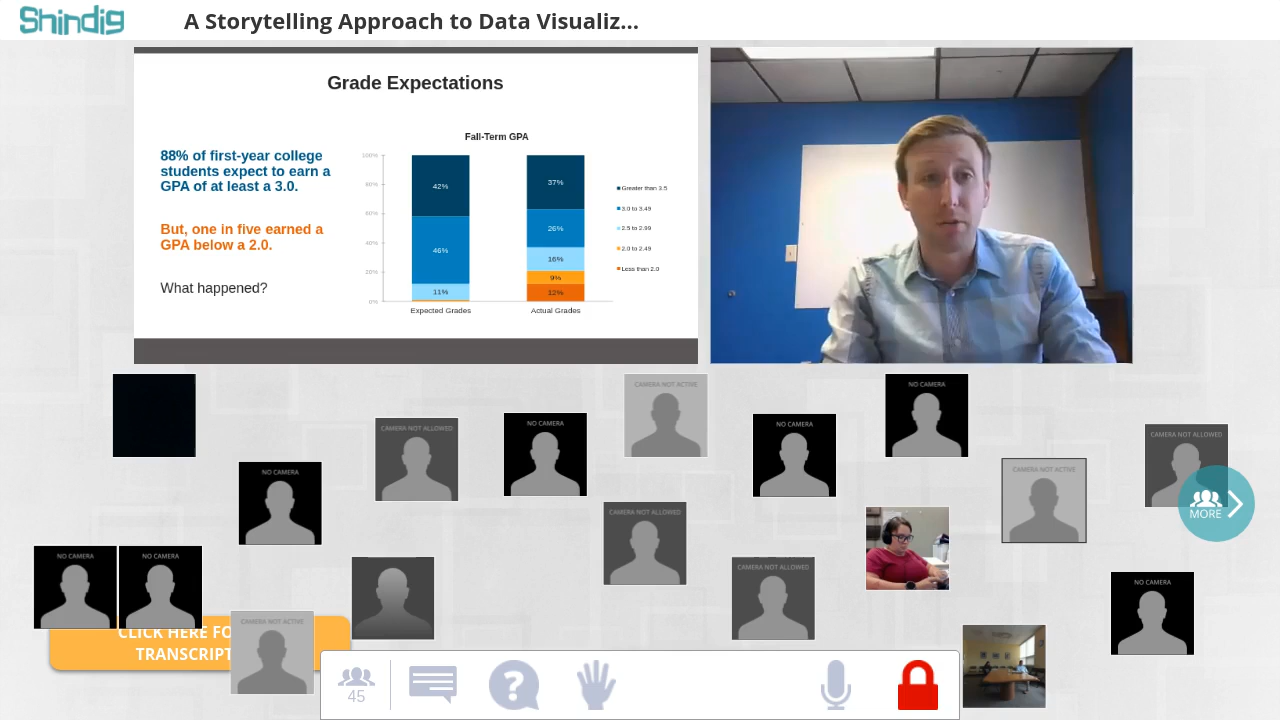 Shindig
A Storytelling Approach to Data Visualiz...
Grade Expectations
88% of first-year college
students expect to earn a
GPA of at least a 3.0.
But, one in five earned a
GPA below a 2.0.
What happened?
Fall-Term GPA
100%
80%
60%
40%
20%
0%
42%
46%
11%
37%
26%
16%
9%
12%
Expected Grades
Actual Grades
Greater than 3.5
3.0 to 3.49
2.5 to 2.99
2.0 to 2.49
Less than 2.0
CAMERA NOT ACTIVE
NO CAMERA
NO CAMERA
NO CAMERA
CAMERA NOT ALLOWED
CAMERA NOT ALLOWED
NO CAMERA
CAMERA NOT ACTIVE
MORE
CAMERA NOT ALLOWED
NO CAMERA
NO CAMERA
CAMERA NOT ALLOWED
NO CAMERA
CAMERA NOT ACTIVE
CLICK HERE FO
TRANSCRIPT
45